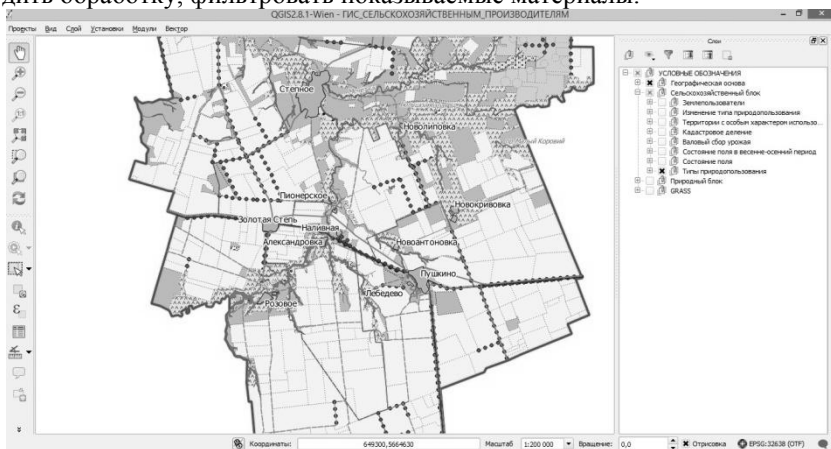 дить обработку, фильтровать показываемые материалы.
QGIS2.8.1-Wien - ГИС_СЕЛЬСКОХОЗЯЙСТВЕННЫМ_ПРОИЗВОДИТЕЛЯМ
Проекты Вид Слой Установки Модули Вектор
Слои
УСЛОВНЫЕ ОБОЗНАЧЕНИЯ
Географическая основа
Сельскохозяйственный блок
Землепользователи
Изменение типа природопользования
Территории с особым характером использо...
Кадастровое деление
Валовый сбор урожая
Состояние поля в весенне-осенний период
Состояние поля
Типы природопользования
Природный блок
GRASS
Степное
Новолиповка
Коровий
Пионерское
Новокривовка
Золотая Степь
Наливная
Александровка
Новоантоновка
Пушкино
Лебедево
Розовое
Координаты: 649300,5664630 Масштаб 1:200 000 Вращение: 0,0 Отрисовка EPSG:32638 (OTF)